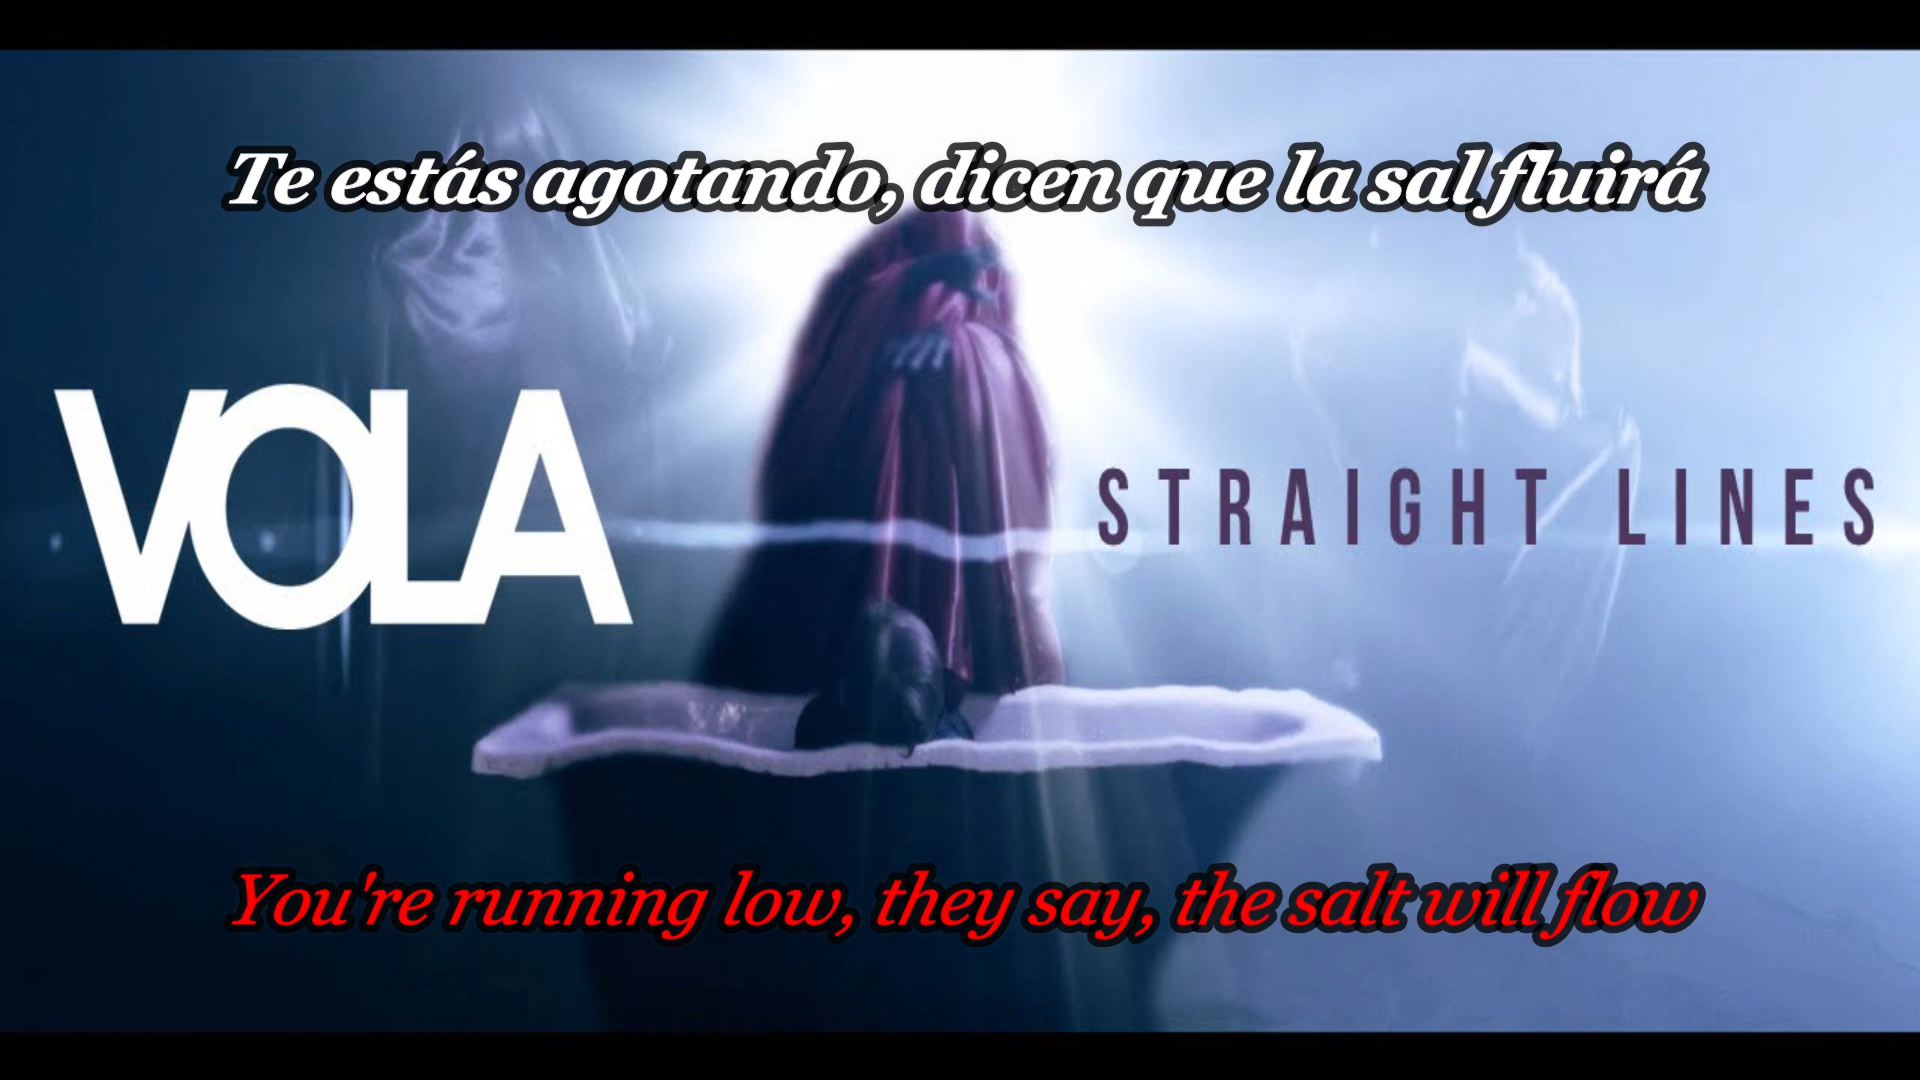 Te estás agotando, dicen que la sal fluirá
VOLA
STRAIGHT LINES
You're running low, they say, the salt will flow